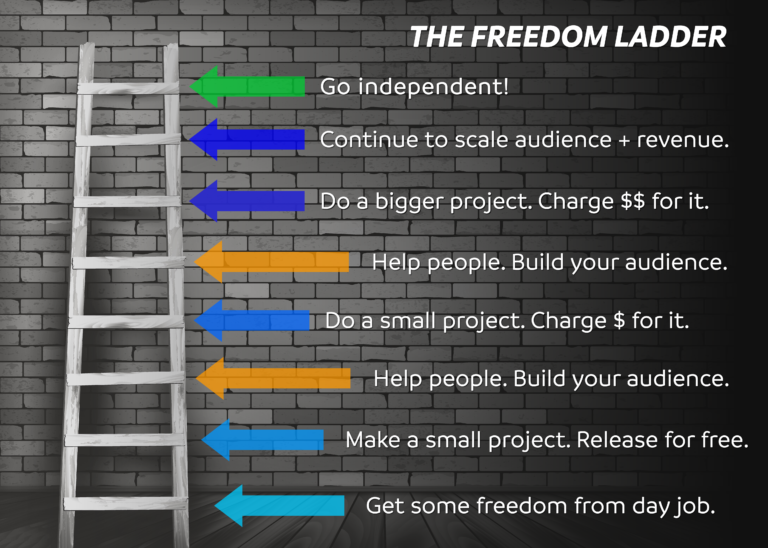 THE FREEDOM LADDER
Go independent!
Continue to scale audience + revenue.
Do a bigger project. Charge $$ for it.
Help people. Build your audience.
Do a small project. Charge $ for it.
Help people. Build your audience.
Make a small project. Release for free.
Get some freedom from day job.